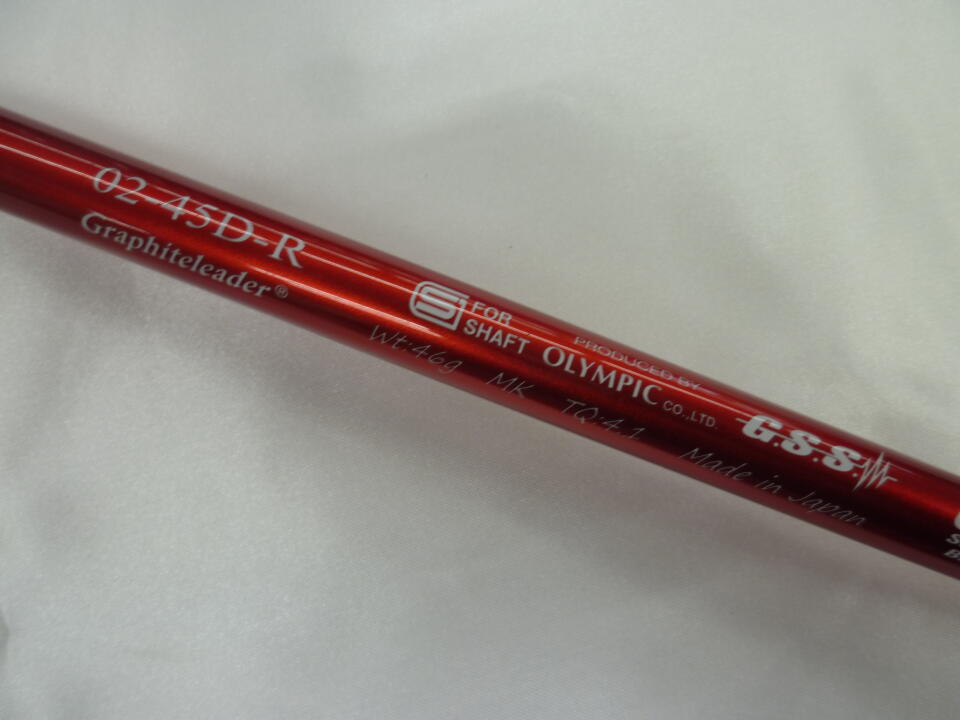 02-45D-R
Graphiteleader®
FOR
SHAFT
PRODUCED BY
OLYMPIC CO.,LTD.
G.S.S.
Wt:46g MK TQ:4.1 Made in Japan